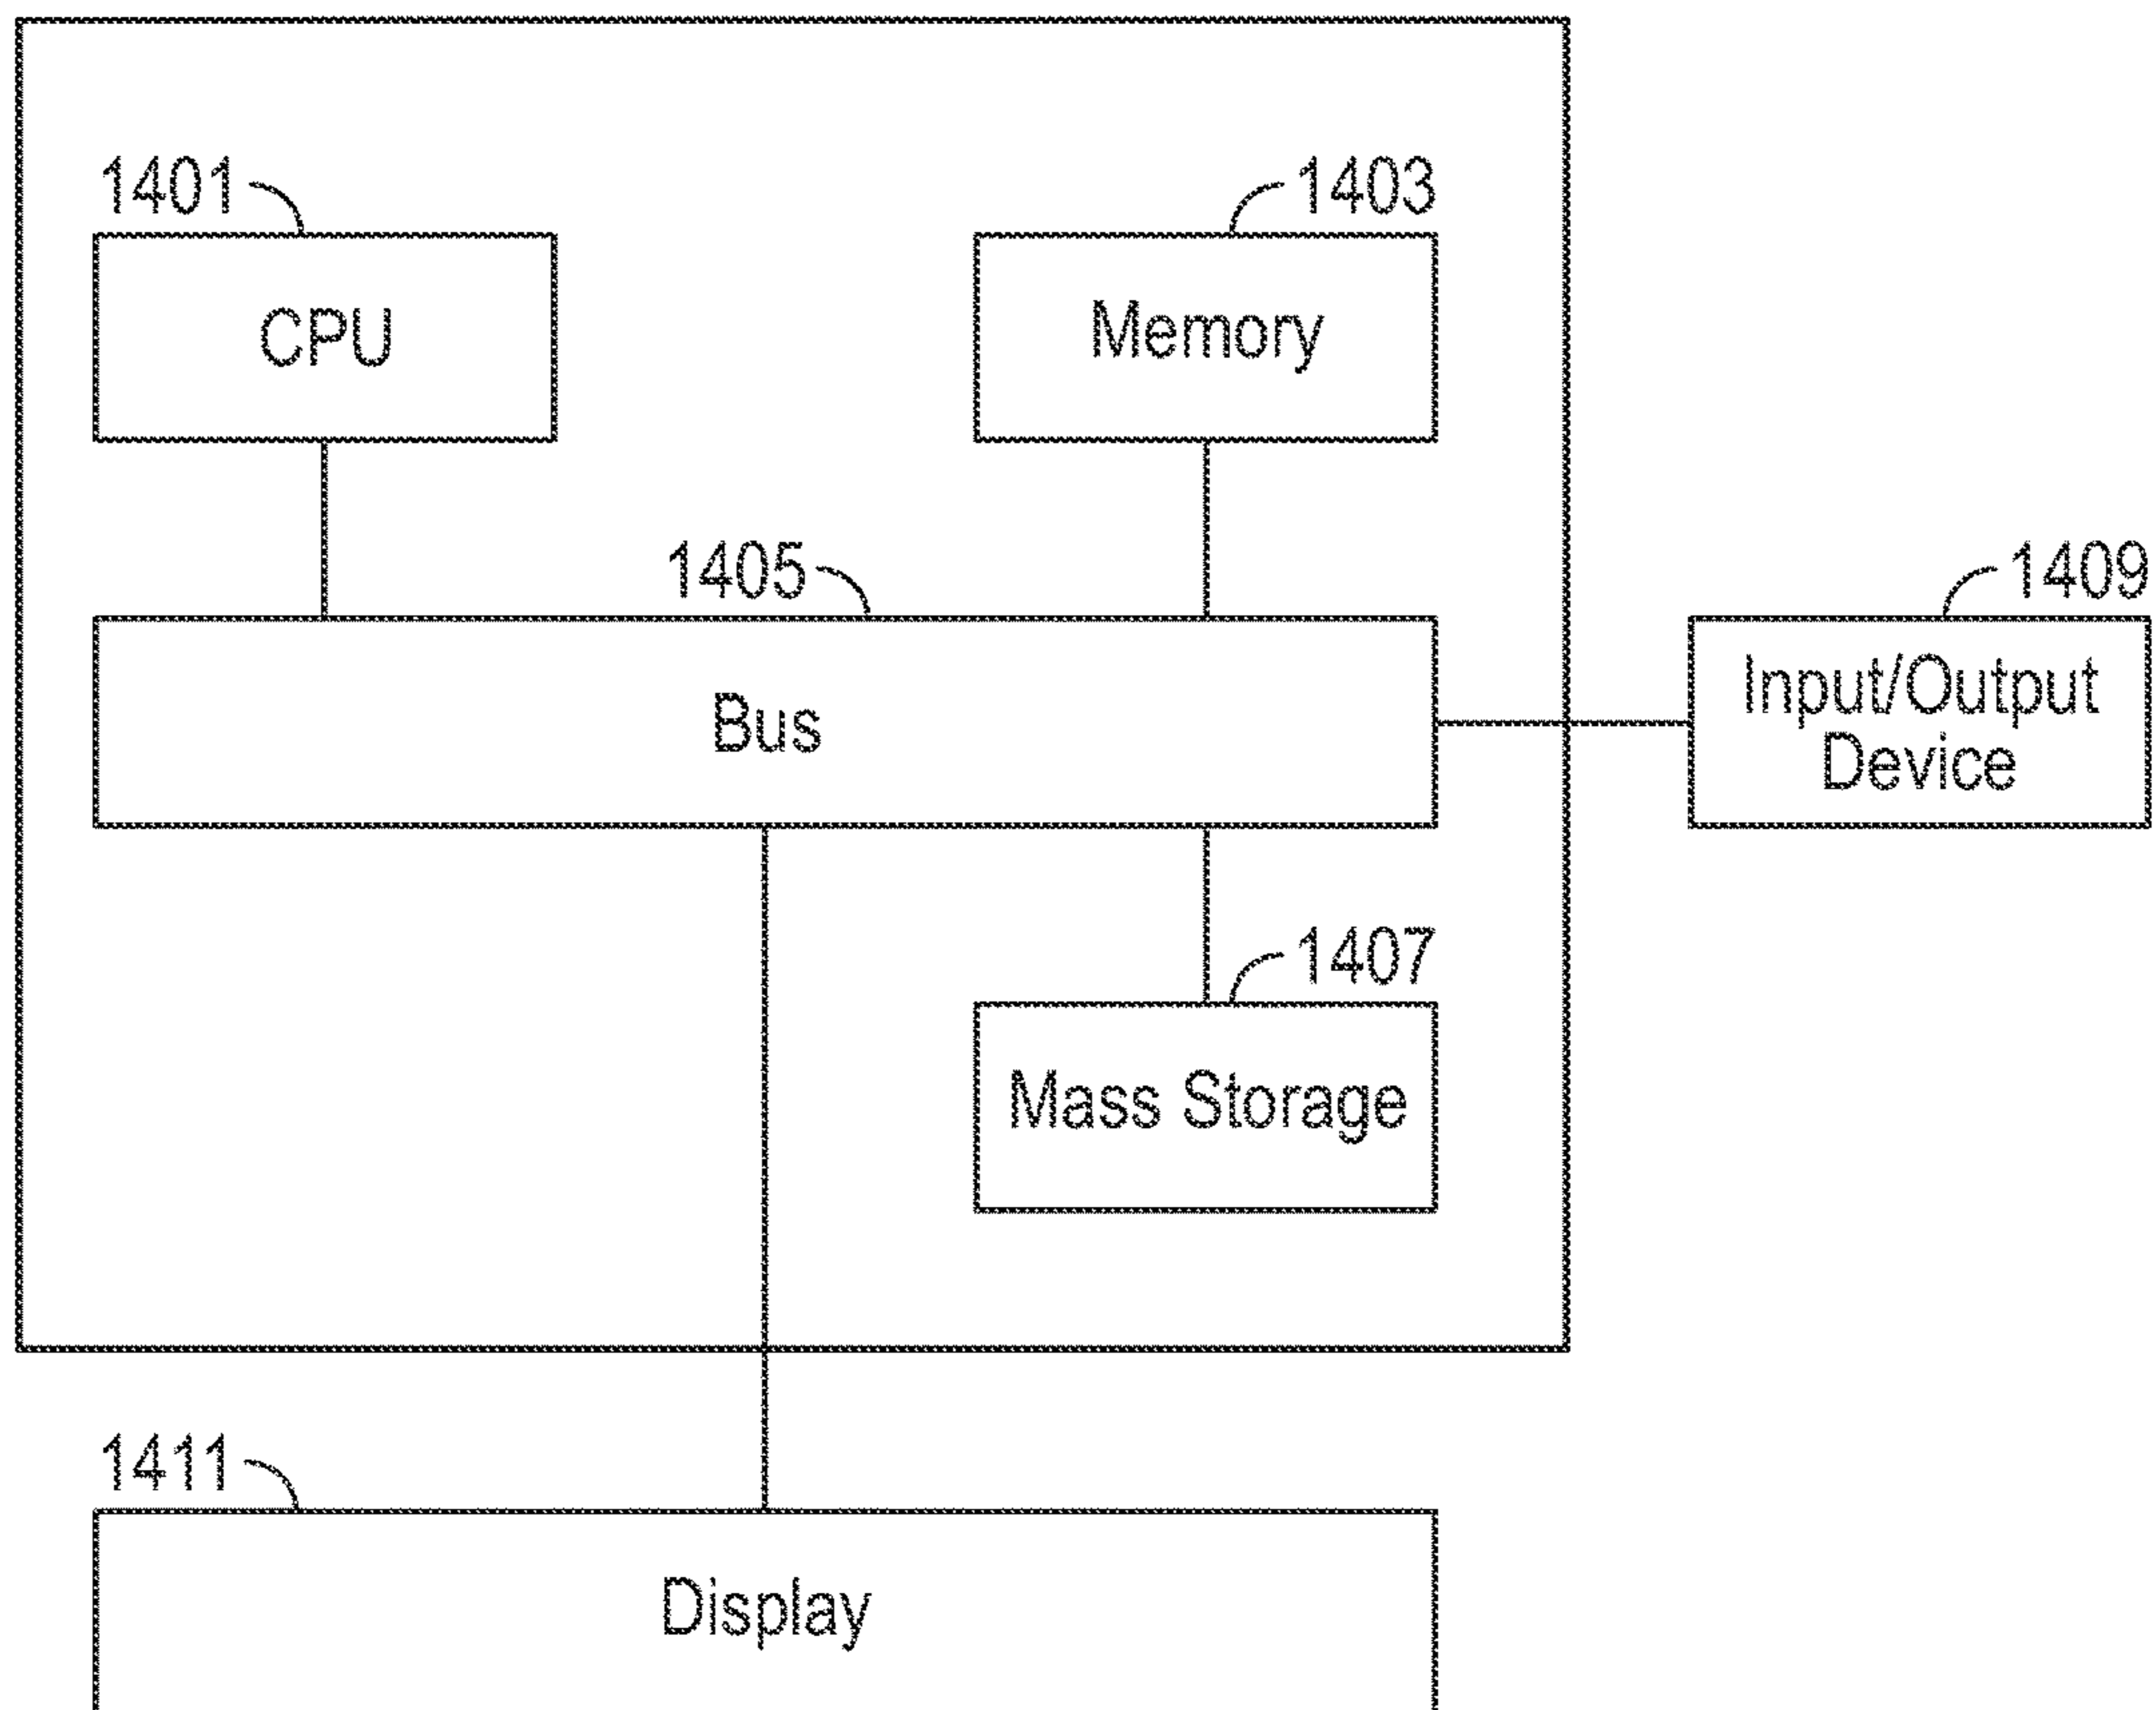 1401
1403
CPU
Memory
1405
1409
Bus
Input/Output
Device
1407
Mass Storage
1411
Display